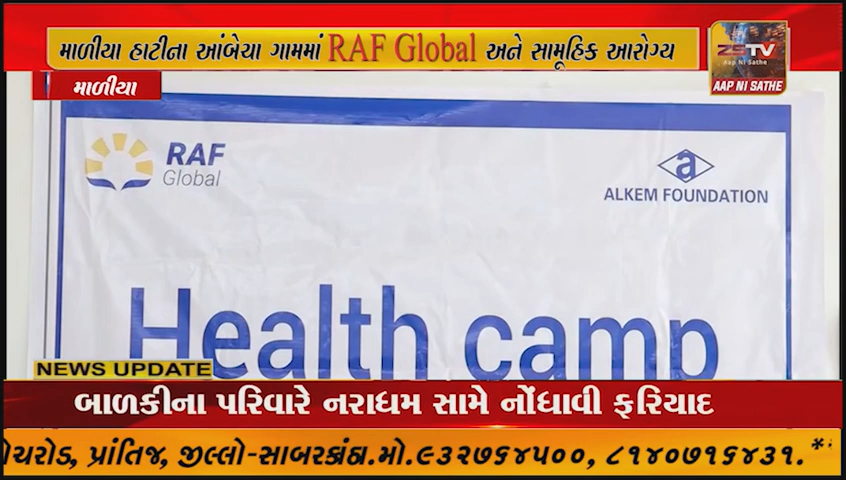 માળીયા હાટીના આંબેચા ગામમાં RAF Global અને સામૂહિક આરોગ્ય
ZSTV
Aap Ni Sathe
AAP NI SATHE
માળીયા
RAF
Global
a
ALKEM FOUNDATION
Health camp
NEWS UPDATE
બાળકીના પરિવારે નરાધમ સામે નોંધાવી ફરિયાદ
પ્રાંતિજ, જીલ્લો-સાબરકાંઠા.મો.૯૩૨૭૬૪૫૦૦, ૮૧૪૦૭૧૬૪૩૧.*